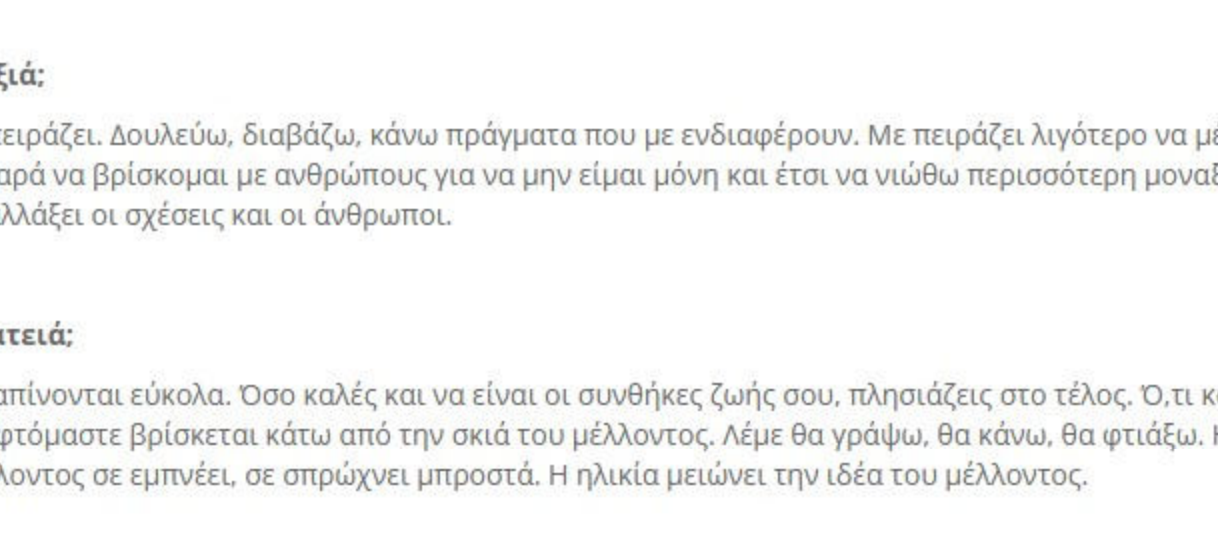 ξιά;
πειράζει. Δουλεύω, διαβάζω, κάνω πράγματα που με ενδιαφέρουν. Με πειράζει λιγότερο να
αρά να βρίσκομαι με ανθρώπους για να μην είμαι μόνη και έτσι να νιώθω περισσότερη μοναξ
λλάξει οι σχέσεις και οι άνθρωποι.
ατειά;
απίνονται εύκολα. Όσο καλές και να είναι οι συνθήκες ζωής σου, πλησιάζεις στο τέλος. Ό,τι
φτόμαστε βρίσκεται κάτω από την σκιά του μέλλοντος. Λέμε θα γράψω, θα κάνω, θα φτιάξω.
λοντος σε εμπνέει, σε σπρώχνει μπροστά. Η ηλικία μειώνει την ιδέα του μέλλοντος.